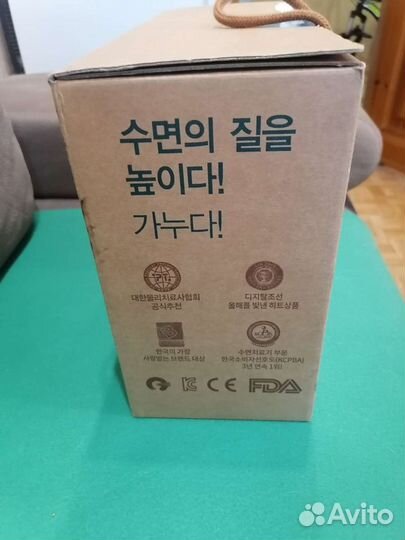 수면의 질을
높이다!
가누다!
대한물리치료사협회
공식추천
디지털조선
올해를 빛낸 히트상품
한국의 가장
사랑받는 브랜드 대상
수면치료기 부문
한국소비자선호도(KCPBA)
3년 연속 1위!
CE FDA
Avito